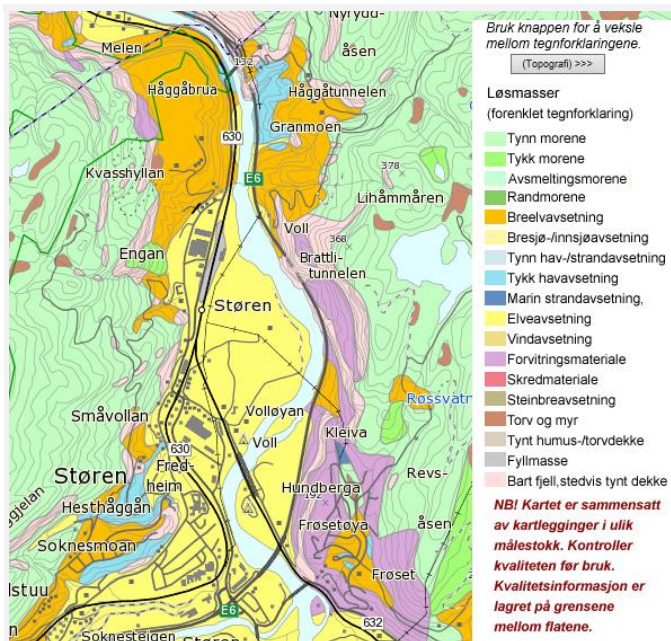 Nyrydd-
åsen
Melen
132
Håggåbrua
Håggåtunnelen
Granmoen
630
Kvasshyllan
E6
378
Lihåmmåren
Voll
368
Engan
Brattli-
tunnelen
Støren
Røssvatn
Småvollan
Volløyan
Kleiva
630
Voll
Støren
Fred-
heim
Revs-
åsen
Hundberga
192
Hesthåggån
Frøsetøya
Soknesmoan
Frøset
E6
632
Soknesteigen
Støren
Bruk knappen for å veksle
mellom tegnforklaringene.
(Topografi) >>>
Løsmasser
(forenklet tegnforklaring)
Tynn morene
Tykk morene
Avsmeltingsmorene
Randmorene
Breelvavsetning
Bresjø-/innsjøavsetning
Tynn hav-/strandavsetning
Tykk havavsetning
Marin strandavsetning,
Elveavsetning
Vindavsetning
Forvitringsmateriale
Skredmateriale
Steinbreavsetning
Torv og myr
Tynt humus-/torvdekke
Fyllmasse
Bart fjell,stedvis tynt dekke
NB! Kartet er sammensatt
av kartlegginger i ulik
målestokk. Kontroller
kvaliteten før bruk.
Kvalitetsinformasjon er
lagret på grensene
mellom flatene.